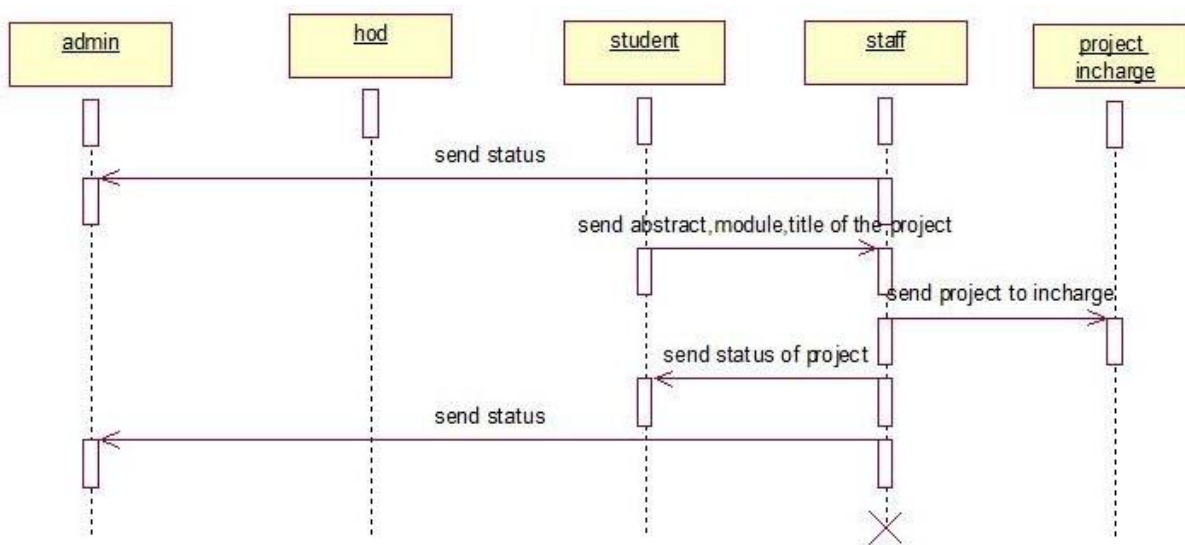 admin
hod
student
staff
project
incharge
send status
send abstract,module,title of the project
send project to incharge
send status of project
send status